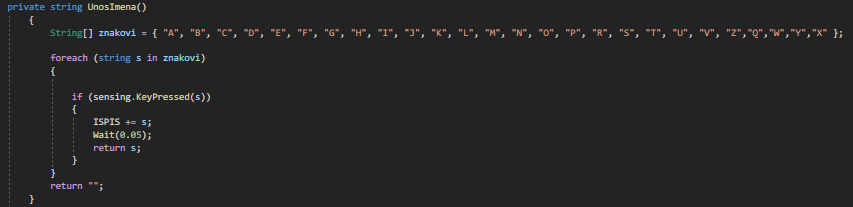 private string UnosImena()
{
String[] znakovi = { "A", "B", "C", "D", "E", "F", "G", "H", "I", "J", "K", "L", "M", "N", "O", "P", "R", "S", "T", "U", "V", "Z","Q","W","Y","X" };
foreach (string s in znakovi)
{
if (sensing.KeyPressed(s))
{
ISPIS += s;
Wait(0.05);
return s;
}
}
return "";
}